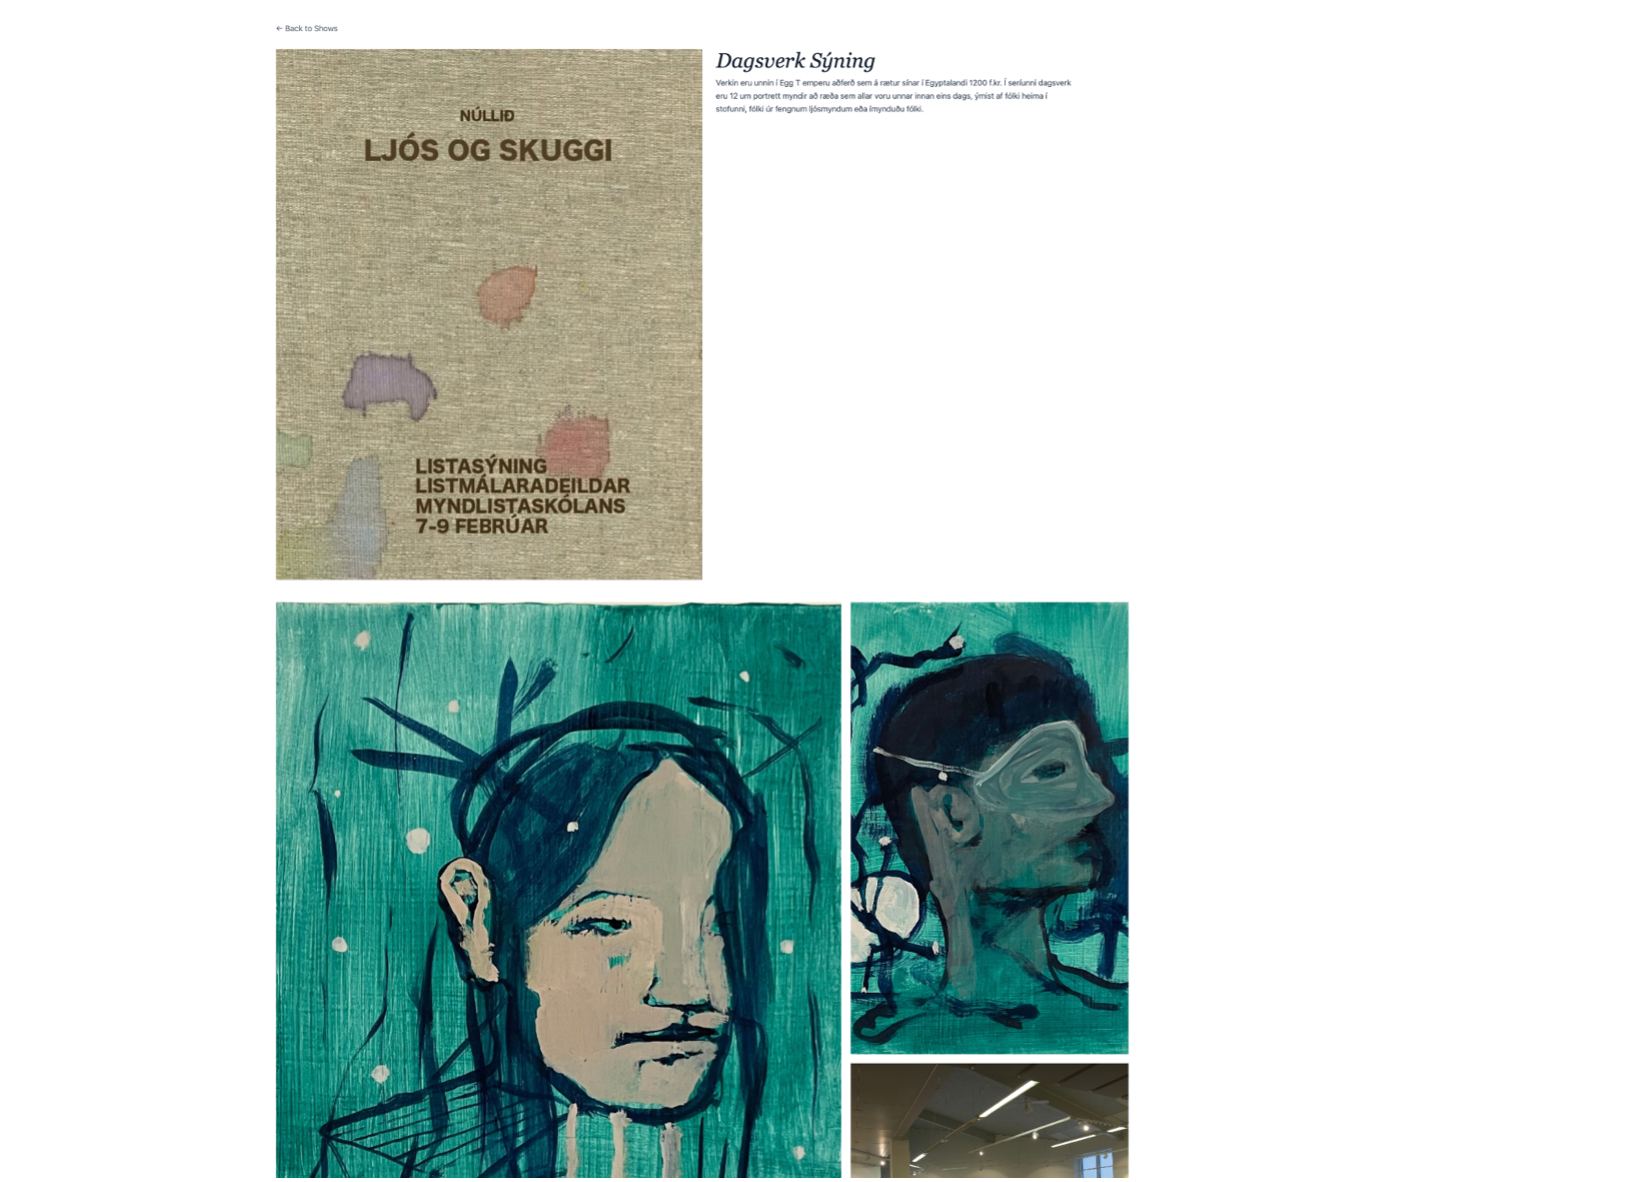 ← Back to Shows
Dagsverk Sýning
Verkin eru unnin í Egg T emperu aðferð sem á rætur sínar í Egyptalandi 1200 f.kr. Í seríunni dagsverk
eru 12 um portrett myndir að ræða sem allar voru unnar innan eins dags, ýmist af fólki heima í
stofunni, fólki úr fengnum ljósmyndum eða ímynduðu fólki.
NÚLLIÐ
LJÓS OG SKUGGI
LISTASÝNING
LISTMÁLARADEILDAR
MYNDLISTASKÓLANS
7-9 FEBRÚAR